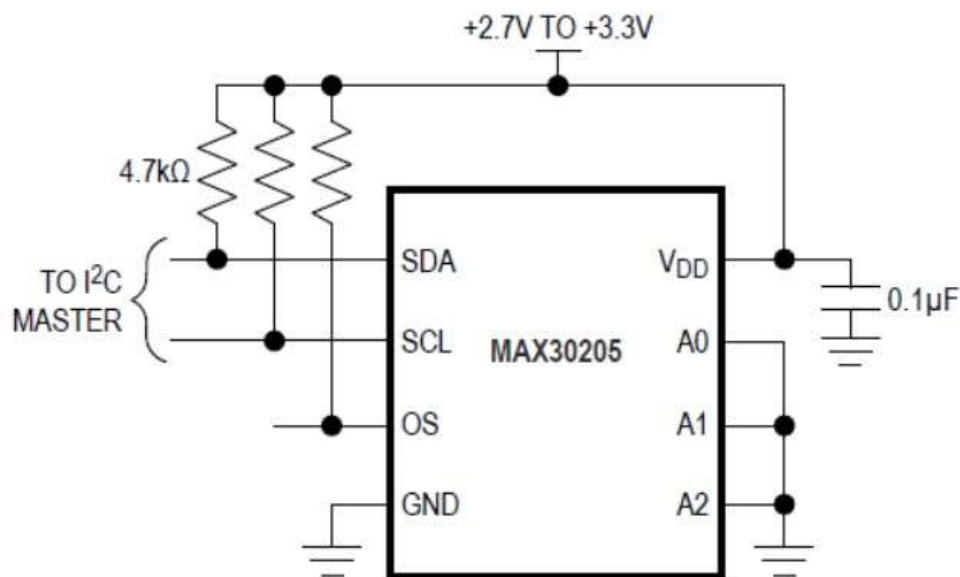 +2.7V TO +3.3V
4.7kΩ
TO I²C
MASTER
SDA
SCL
OS
GND
MAX30205
VDD
A0
A1
A2
0.1µF